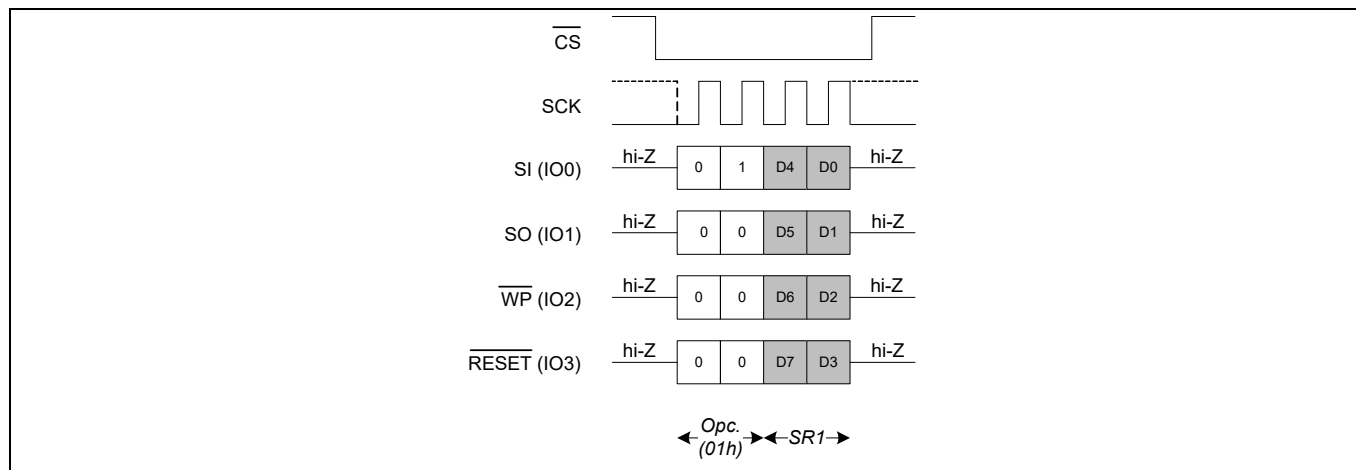 CS
SCK
SI (IO0) hi-Z 0 1 D4 D0 hi-Z
SO (IO1) hi-Z 0 0 D5 D1 hi-Z
WP (IO2) hi-Z 0 0 D6 D2 hi-Z
RESET (IO3) hi-Z 0 0 D7 D3 hi-Z
Opc. SR1
(01h)